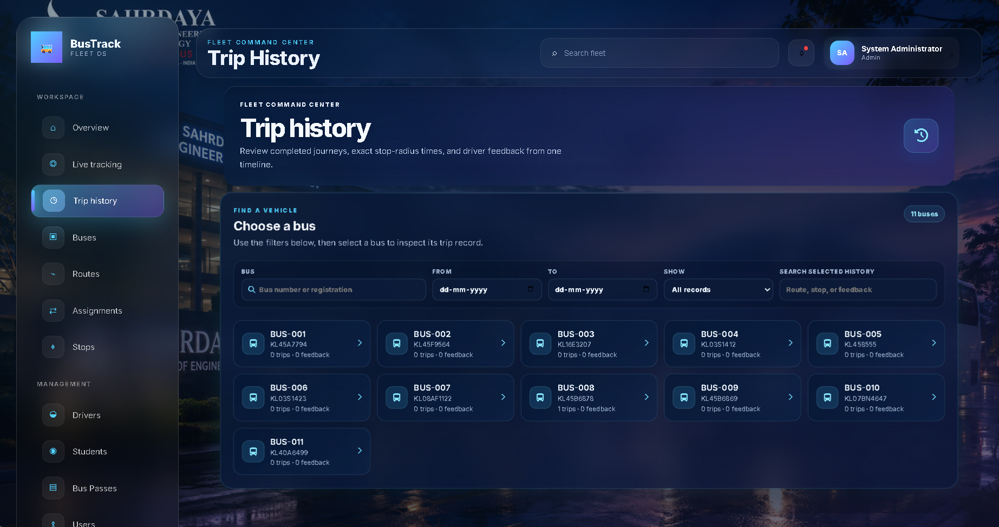 SAHRDAYA
BusTrack
FLEET OS
WORKSPACE
Overview
Live tracking
Trip history
Buses
Routes
Assignments
Stops
MANAGEMENT
Drivers
Students
Bus Passes
Users
FLEET COMMAND CENTER
Trip History
Search fleet
SA
System Administrator
Admin
FLEET COMMAND CENTER
Trip history
Review completed journeys, exact stop-radius times, and driver feedback from one
timeline.
FIND A VEHICLE
Choose a bus
Use the filters below, then select a bus to inspect its trip record.
11 buses
BUS FROM TO SHOW SEARCH SELECTED HISTORY
Bus number or registration dd-mm-yyyy dd-mm-yyyy All records Route, stop, or feedback
BUS-001
KL45A7794
0 trips · 0 feedback
BUS-002
KL45F9564
0 trips · 0 feedback
BUS-003
KL16E3207
0 trips · 0 feedback
BUS-004
KL03S1412
0 trips · 0 feedback
BUS-005
KL458555
0 trips · 0 feedback
BUS-006
KL03S1423
0 trips · 0 feedback
BUS-007
KL08AF1122
0 trips · 0 feedback
BUS-008
KL45B6878
1 trips · 0 feedback
BUS-009
KL45B6869
0 trips · 0 feedback
BUS-010
KL07BN4647
0 trips · 0 feedback
BUS-011
KL40A6499
0 trips · 0 feedback